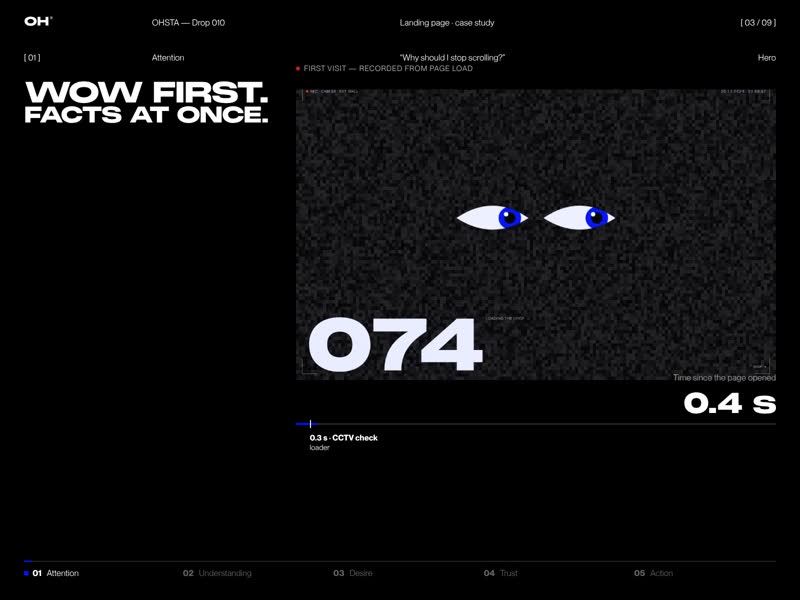 OH®
OHSTA — Drop 010
Landing page · case study
[ 03 / 09 ]
[ 01 ]
Attention
"Why should I stop scrolling?"
Hero
FIRST VISIT — RECORDED FROM PAGE LOAD
WOW FIRST.
FACTS AT ONCE.
074
Time since the page opened
0.4 s
0.3 s · CCTV check
loader
01 Attention
02 Understanding
03 Desire
04 Trust
05 Action